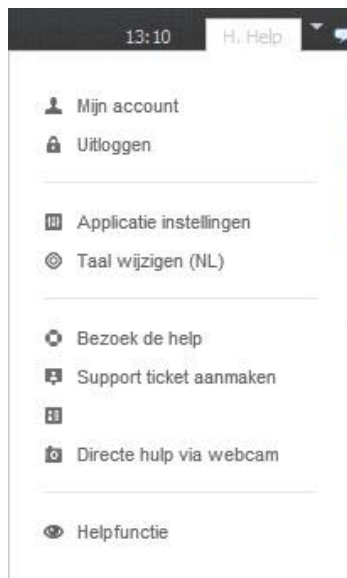 13:10
H. Help
Mijn account
Uitloggen
Applicatie instellingen
Taal wijzigen (NL)
Bezoek de help
Support ticket aanmaken
Directe hulp via webcam
Helpfunctie